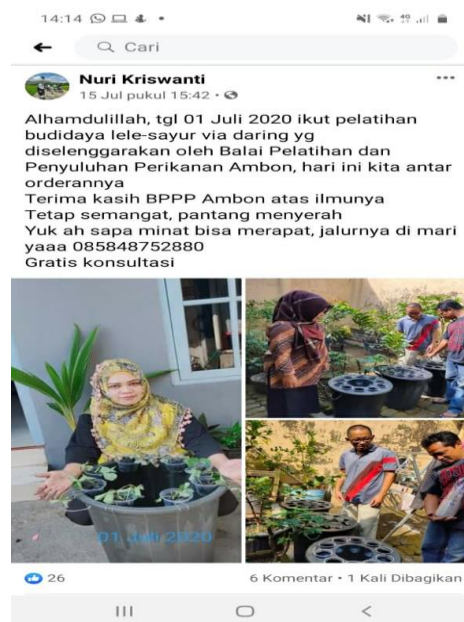 14:14
Cari
Nuri Kriswanti
15 Jul pukul 15:42 •
Alhamdulillah, tgl 01 Juli 2020 ikut pelatihan
budidaya lele-sayur via daring yg
diselenggarakan oleh Balai Pelatihan dan
Penyuluhan Perikanan Ambon, hari ini kita antar
orderannya
Terima kasih BPPP Ambon atas ilmunya
Tetap semangat, pantang menyerah
Yuk ah sapa minat bisa merapat, jalurnya di mari
yaaa 085848752880
Gratis konsultasi
01 Juli 2020
26
6 Komentar • 1 Kali Dibagikan